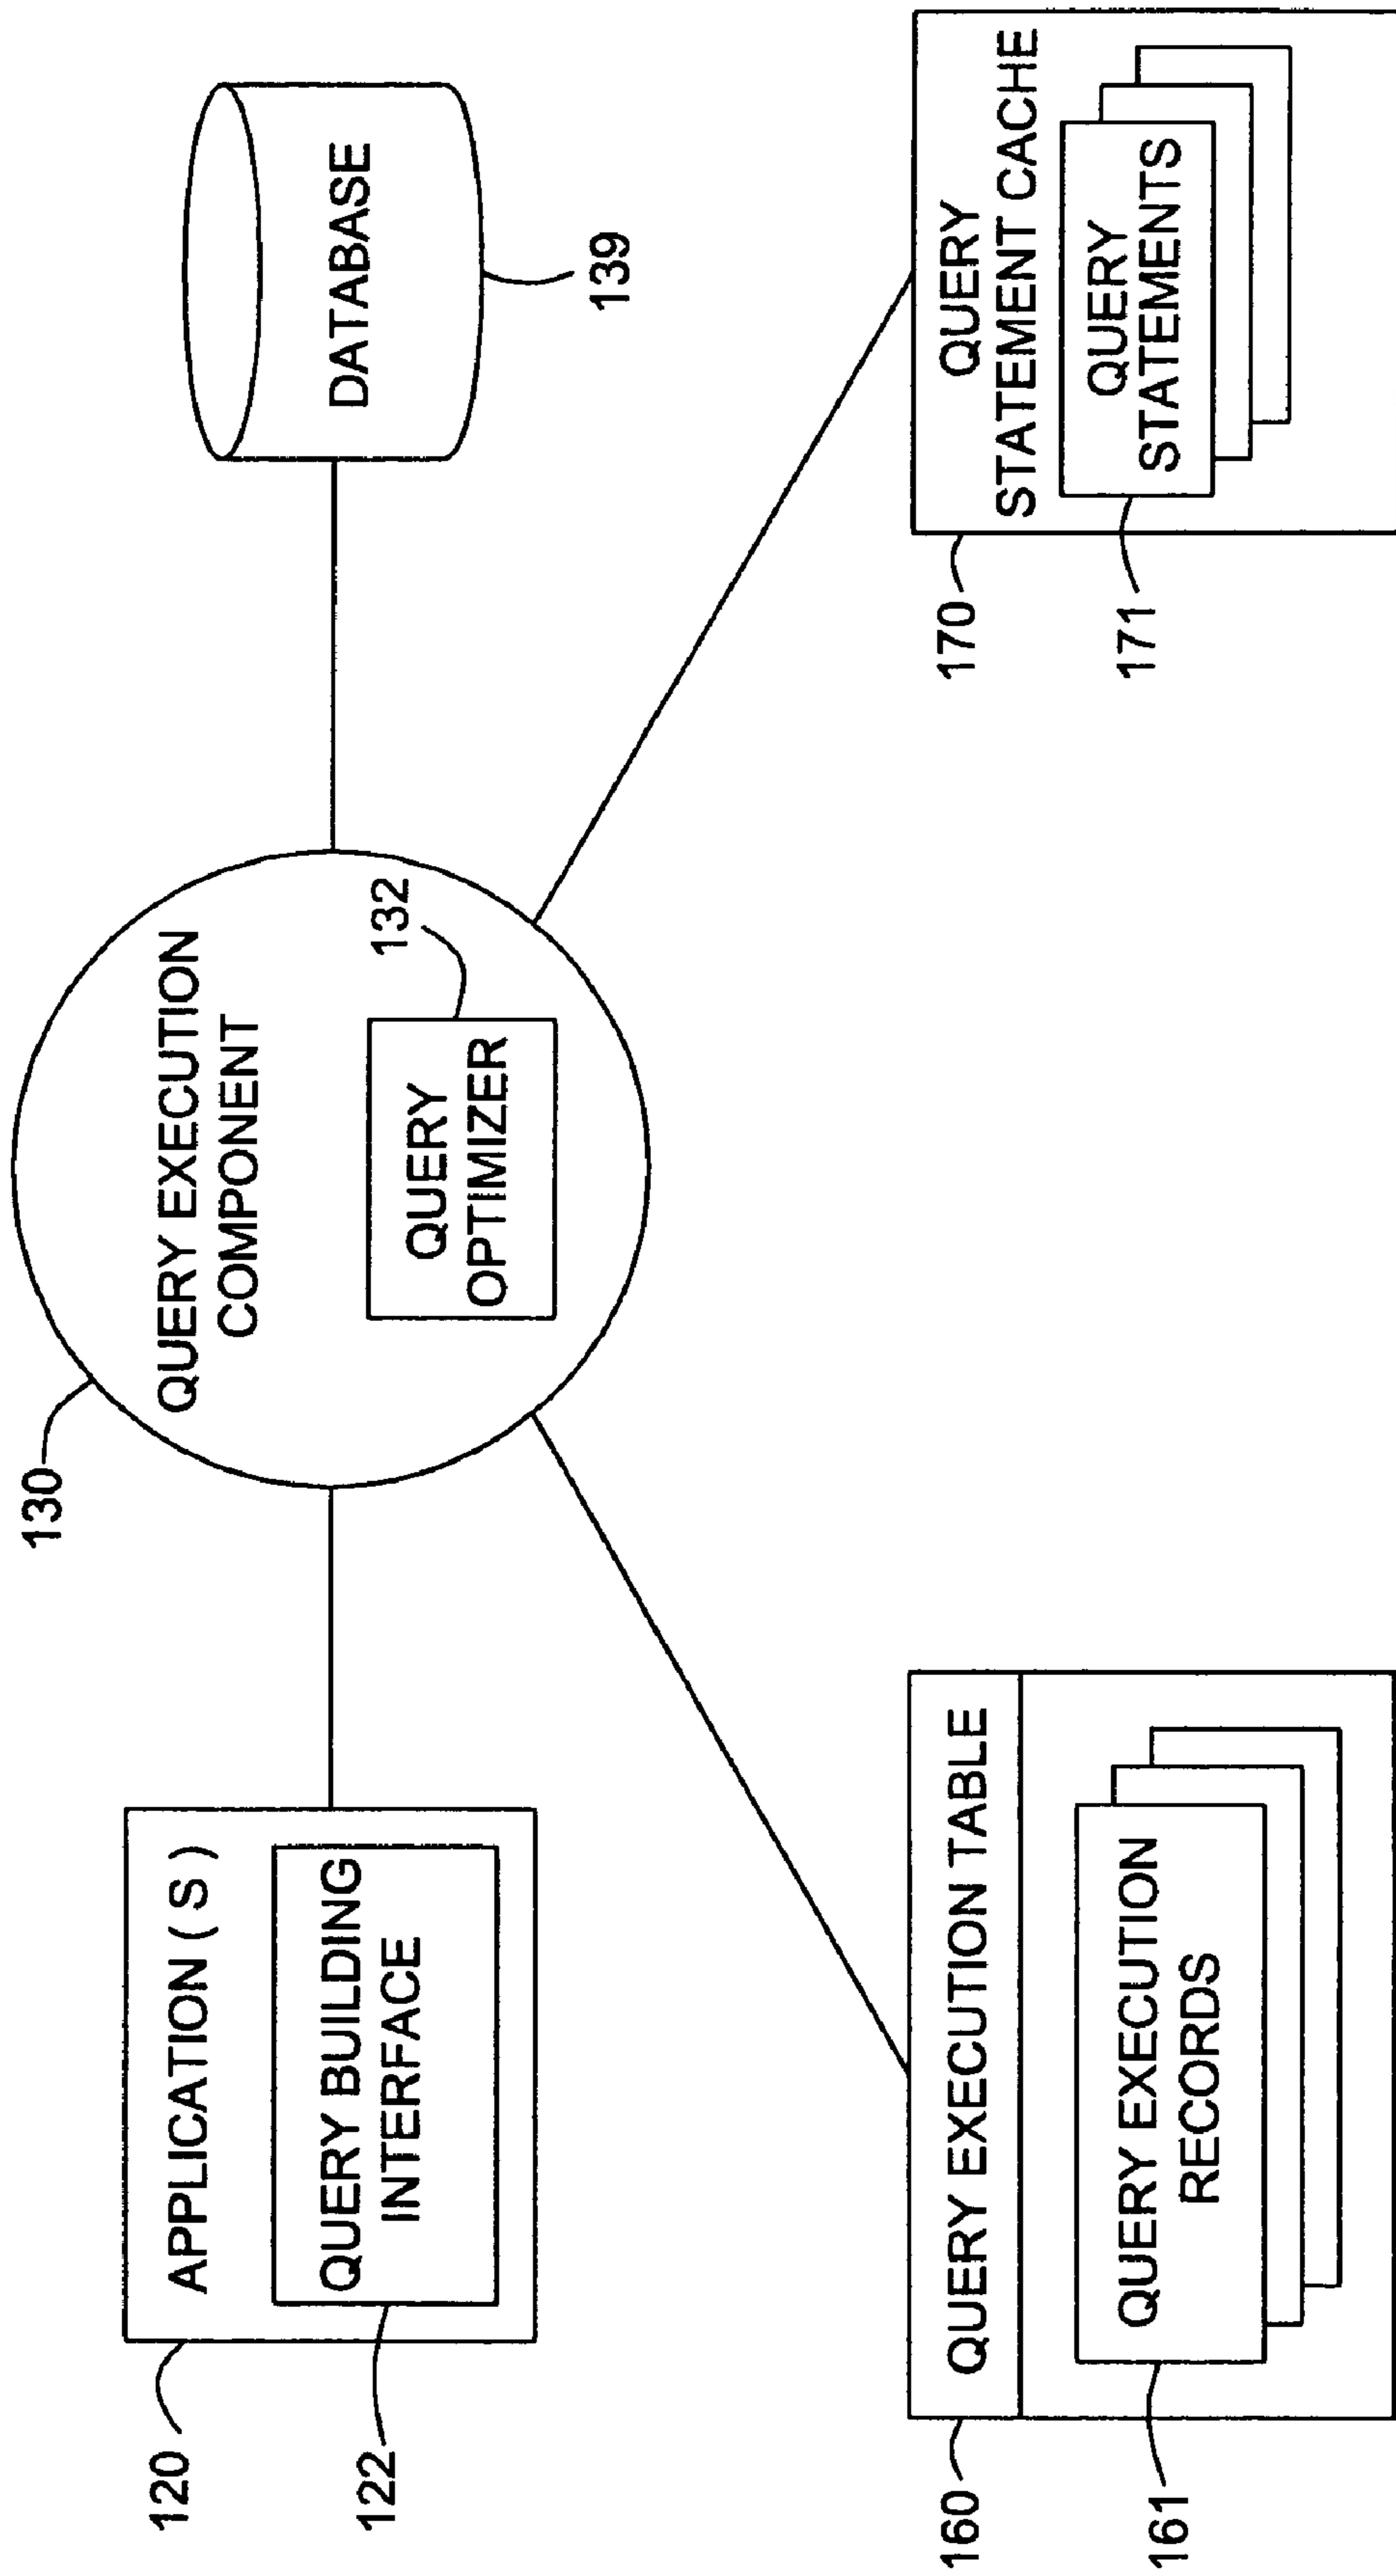 130
QUERY EXECUTION
COMPONENT
QUERY
OPTIMIZER
132
120
APPLICATION ( S )
122
QUERY BUILDING
INTERFACE
DATABASE
139
160
QUERY EXECUTION TABLE
161
QUERY EXECUTION
RECORDS
170
QUERY
STATEMENT CACHE
171
QUERY
STATEMENTS